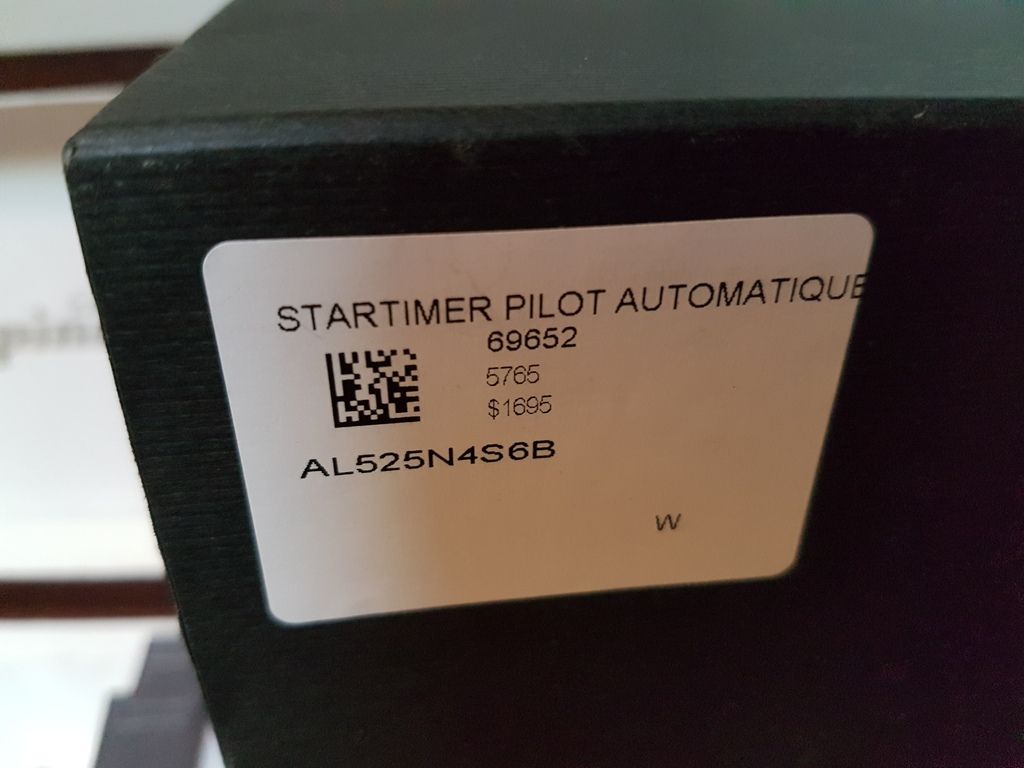 STARTIMER PILOT AUTOMATIQUE
69652
5765
$1695
AL525N4S6B
W